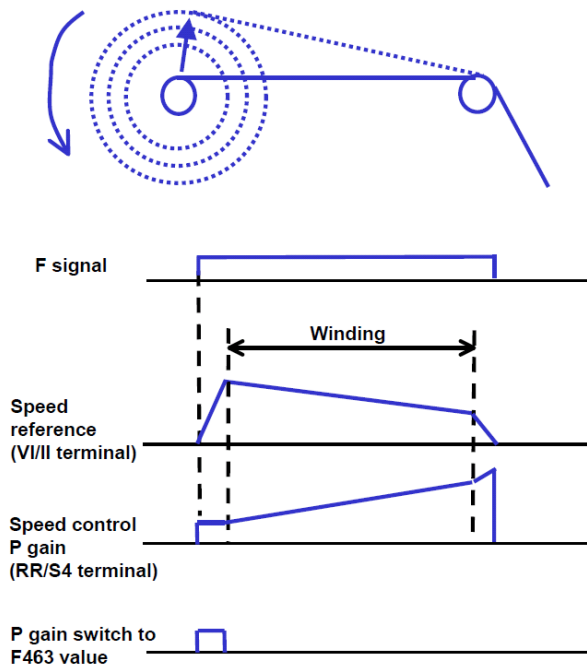 F signal
Winding
Speed
reference
(VI/II terminal)
Speed control
P gain
(RR/S4 terminal)
P gain switch to
F463 value